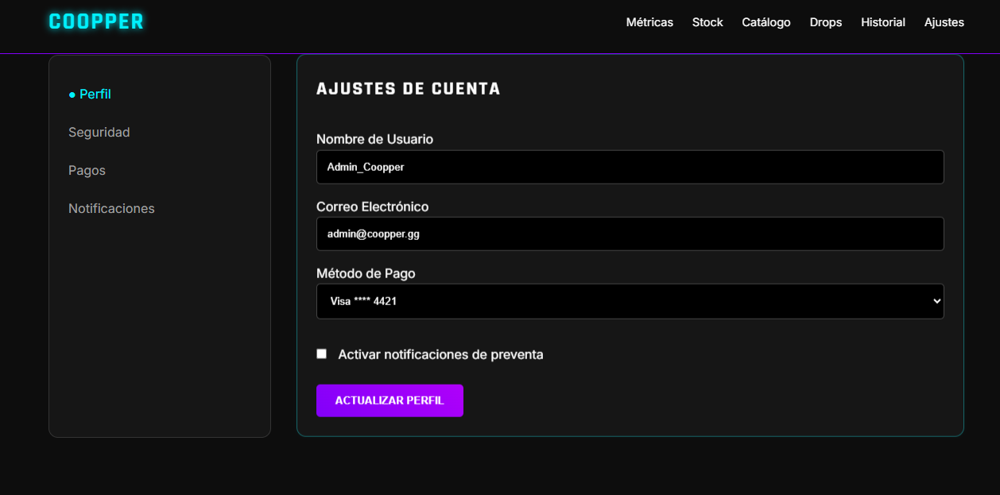 COOPPER
Métricas Stock Catálogo Drops Historial Ajustes
● Perfil
Seguridad
Pagos
Notificaciones
AJUSTES DE CUENTA
Nombre de Usuario
Admin_Coopper
Correo Electrónico
admin@coopper.gg
Método de Pago
Visa **** 4421
Activar notificaciones de preventa
ACTUALIZAR PERFIL